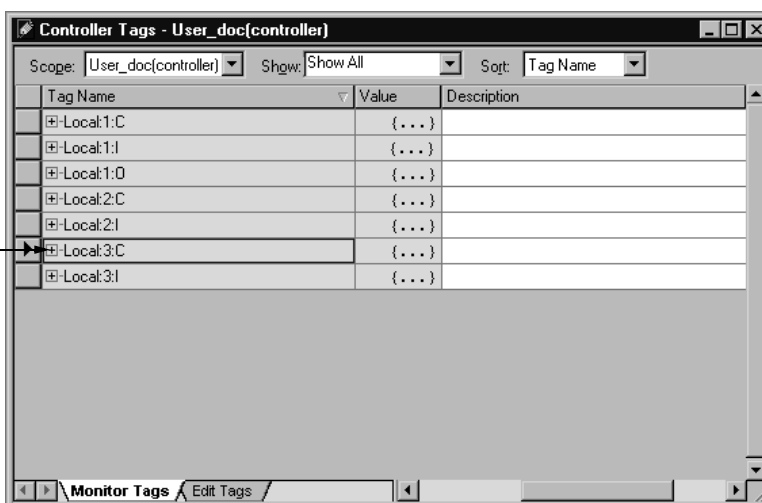 Controller Tags - User_doc(controller)
Scope: User_doc(controller) Show: Show All Sort: Tag Name
Tag Name Value Description
Local:1:C {...}
Local:1:I {...}
Local:1:O {...}
Local:2:C {...}
Local:2:I {...}
Local:3:C {...}
Local:3:I {...}
Monitor Tags Edit Tags